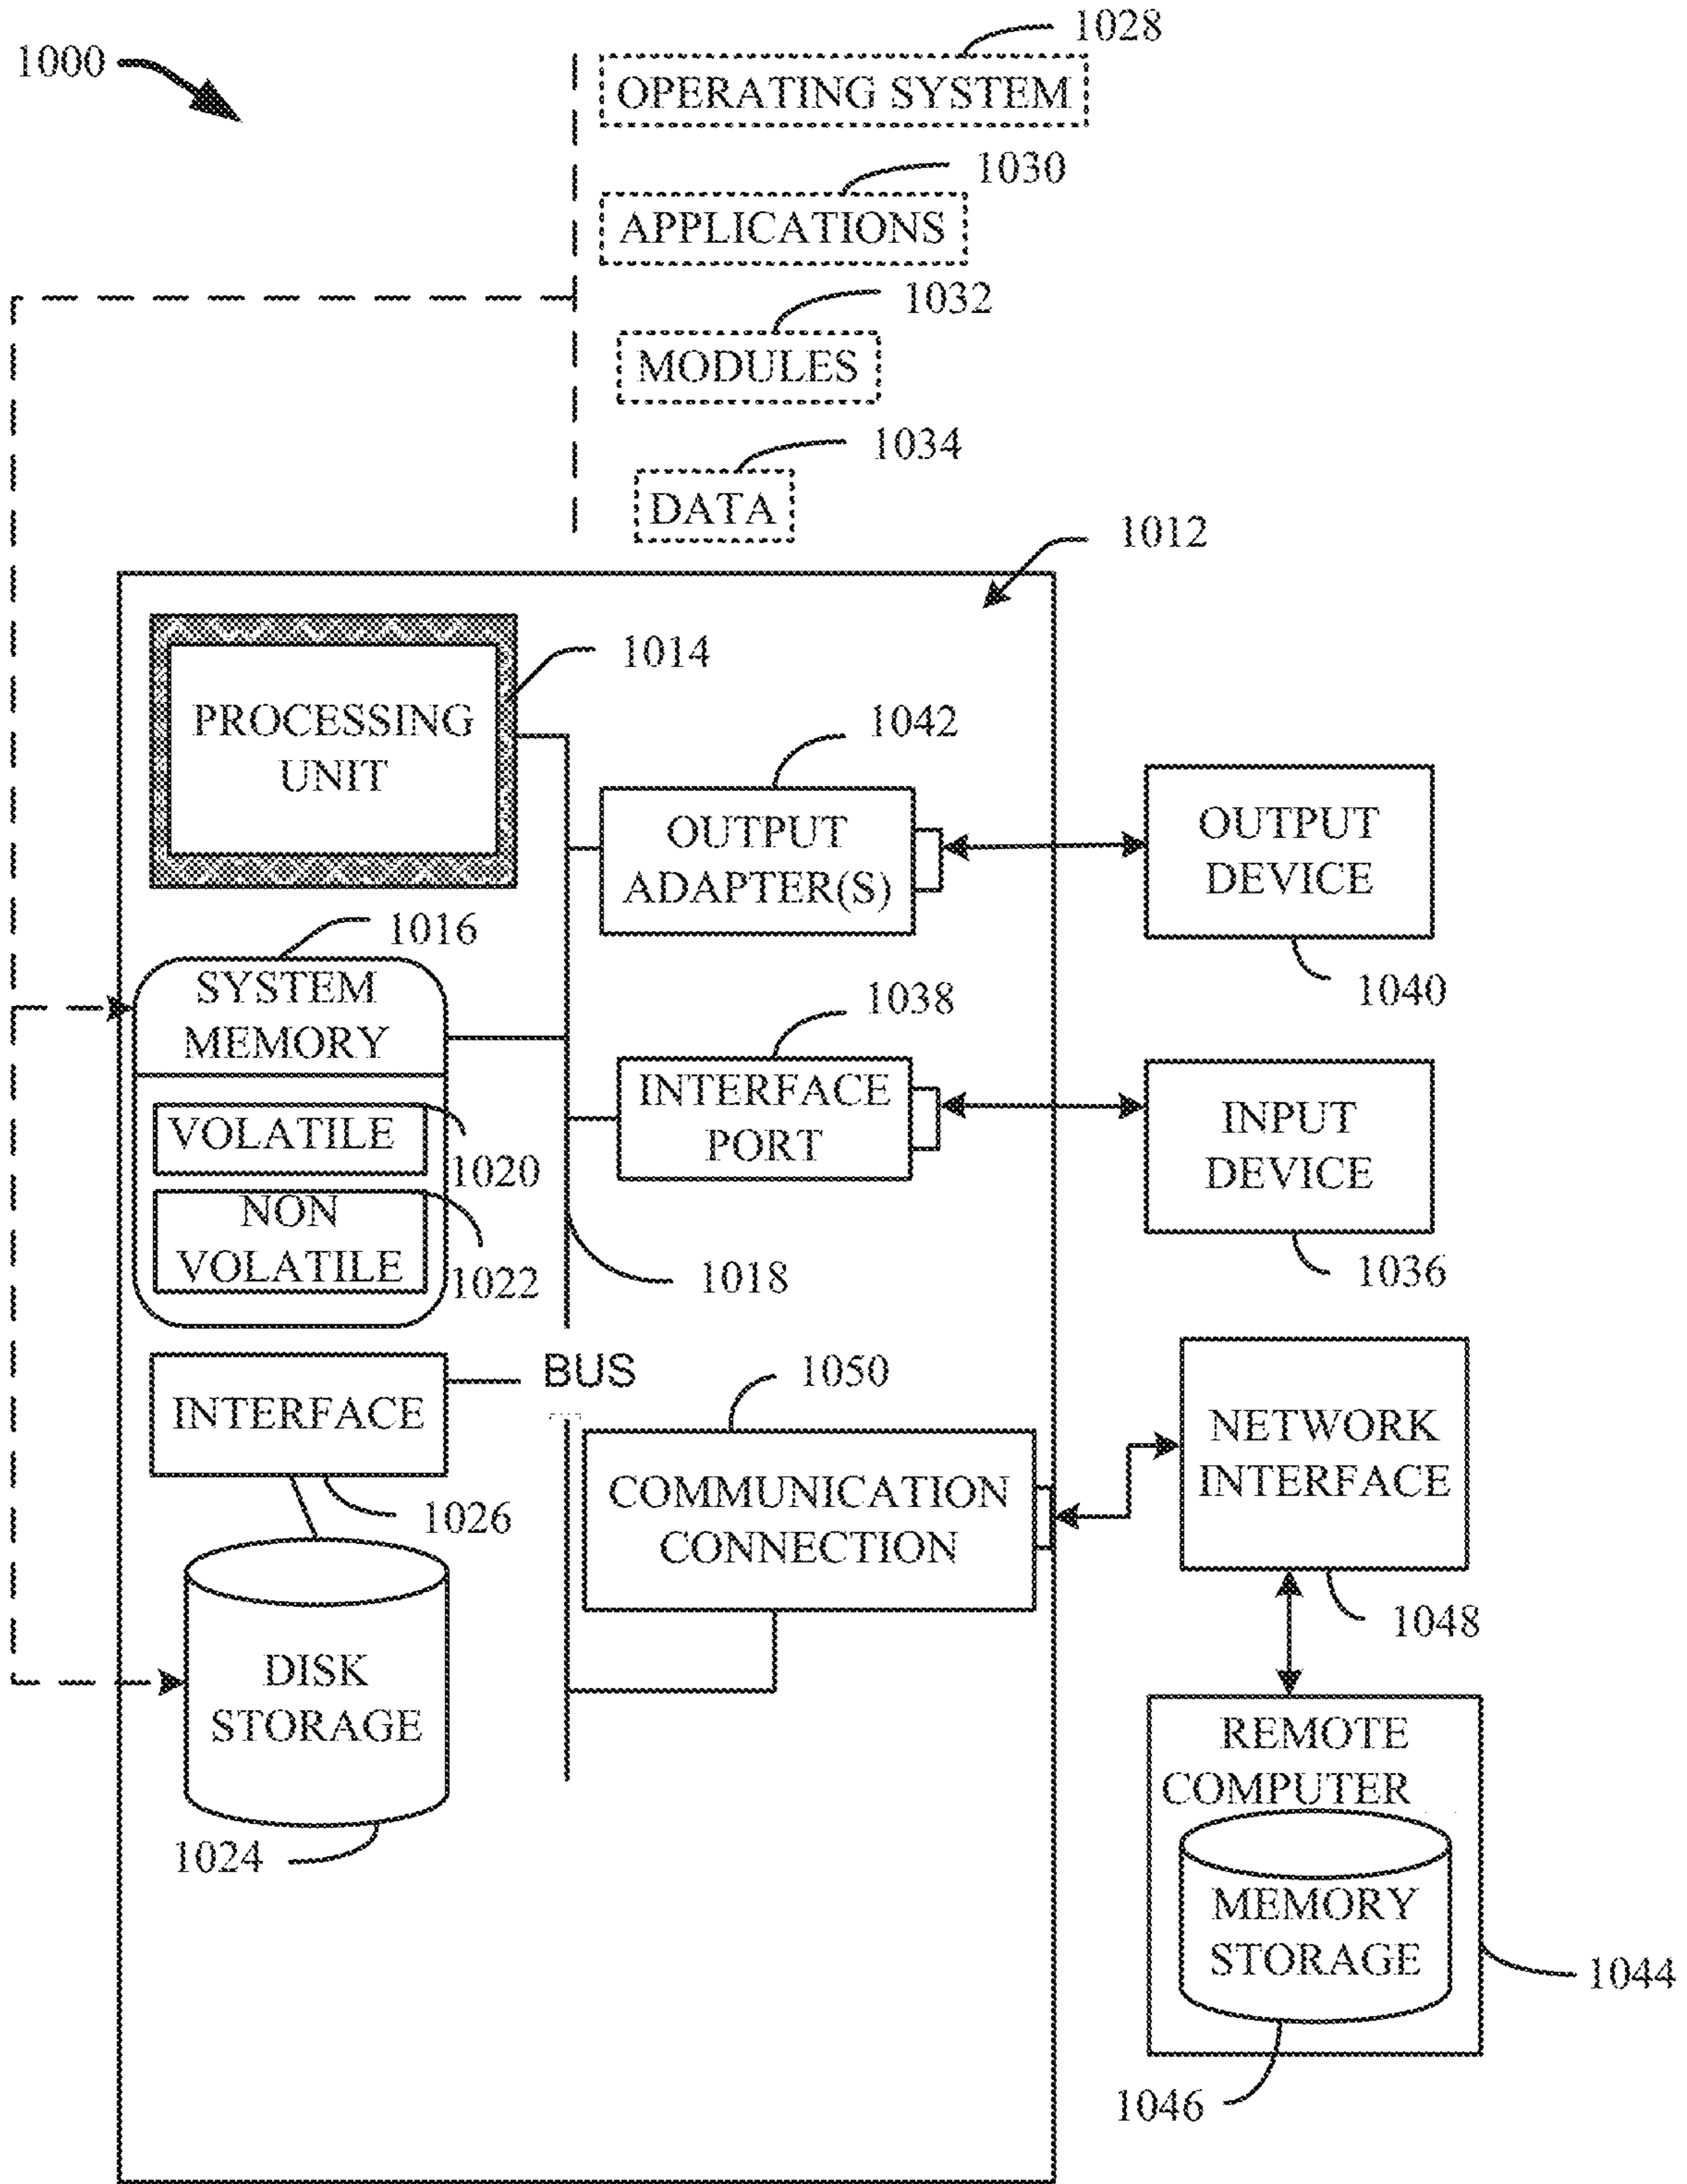 1028
1000
OPERATING SYSTEM
1030
APPLICATIONS
1032
MODULES
1034
DATA
1012
1014
PROCESSING
UNIT
1042
OUTPUT
ADAPTER(S)
OUTPUT
DEVICE
1040
1016
SYSTEM
MEMORY
1038
INTERFACE
PORT
INPUT
DEVICE
1036
VOLATILE
1020
NON
VOLATILE
1022
1018
BUS
INTERFACE
1026
1050
COMMUNICATION
CONNECTION
NETWORK
INTERFACE
1048
DISK
STORAGE
1024
REMOTE
COMPUTER
MEMORY
STORAGE
1044
1046